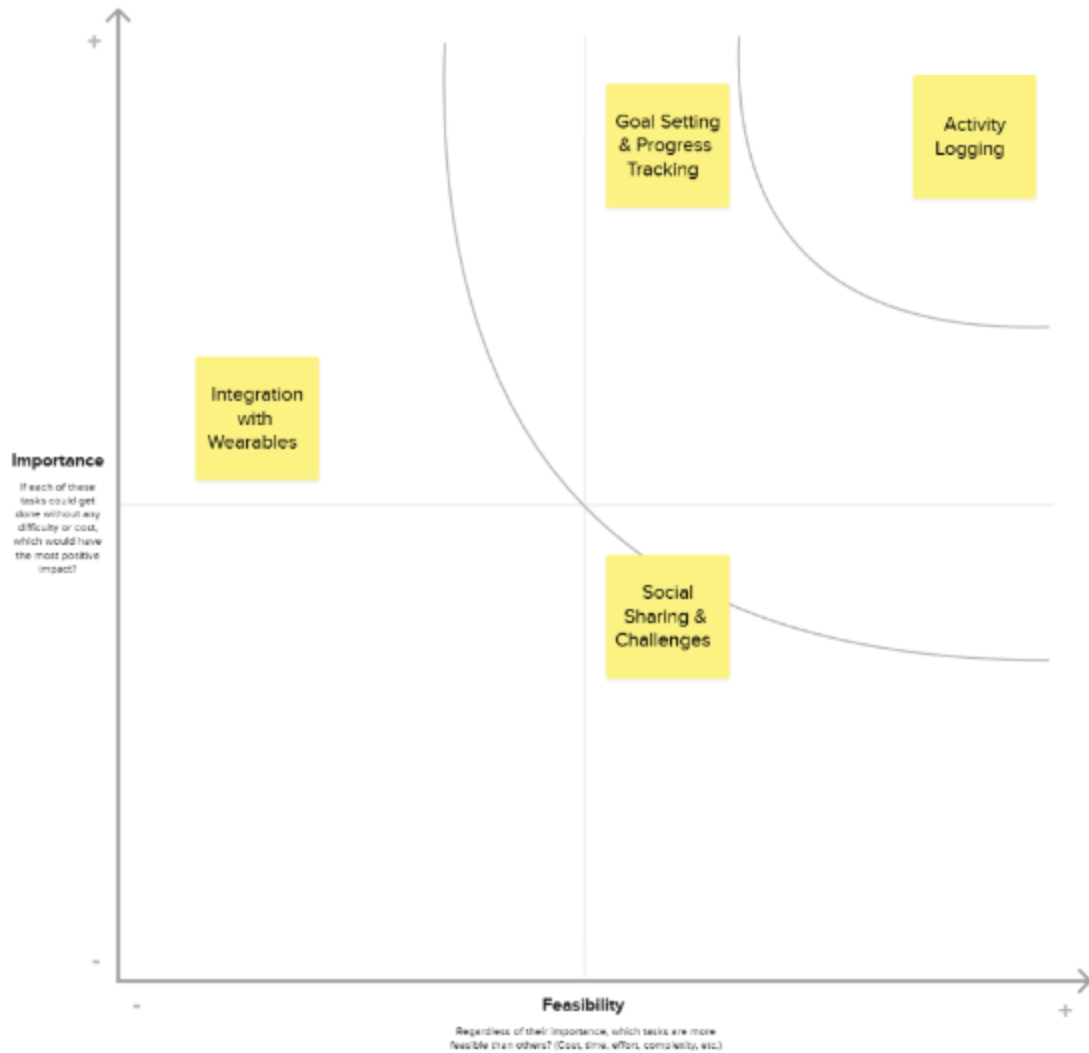 +
Goal Setting
& Progress
Tracking
Activity
Logging
Integration
with
Wearables
Importance
If each of these
tasks could get
done without any
difficulty or cost,
which would have
the most positive
impact?
Social
Sharing &
Challenges
-
-
Feasibility
+
Regardless of their importance, which tasks are more
feasible than others? (Cost, time, effort, complexity, etc.)